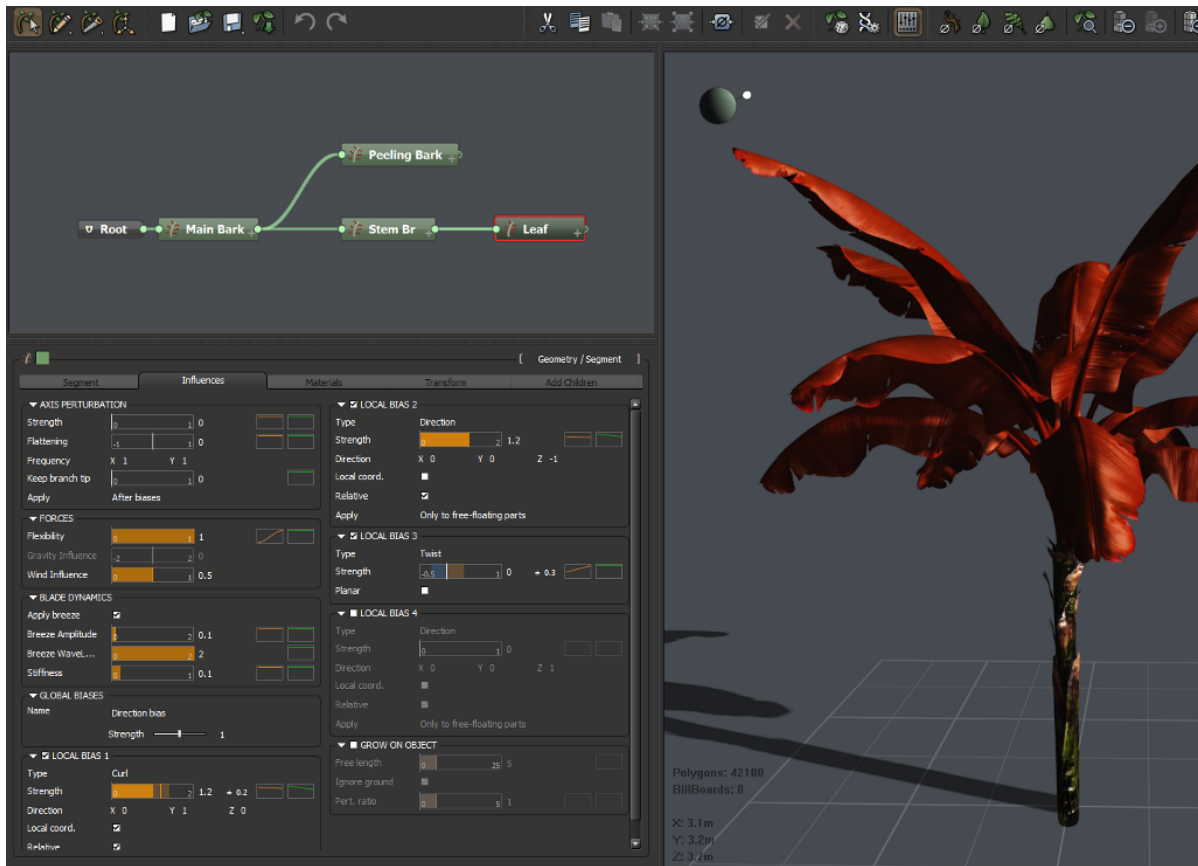 Peeling Bark
Root
Main Bark
Stem Br
Leaf
[ Geometry / Segment ]
Segment
Influences
Materials
Transform
Add Children
AXIS PERTURBATION
Strength 0 1 0
Flattening -1 1 0
Frequency X 1 Y 1
Keep branch tip 0 1 0
Apply After biases
FORCES
Flexibility 0 1 1
Gravity Influence -2 2 0
Wind Influence 0 1 0.5
BLADE DYNAMICS
Apply breeze
Breeze Amplitude 0 2 0.1
Breeze WaveL... 0 2 2
Stiffness 0 1 0.1
GLOBAL BIASES
Name Direction bias
Strength 1
LOCAL BIAS 1
Type Curl
Strength 0 2 1.2 + 0.2
Direction X 0 Y 1 Z 0
Local coord.
Relative
LOCAL BIAS 2
Type Direction
Strength 0 2 1.2
Direction X 0 Y 0 Z -1
Local coord.
Relative
Apply Only to free-floating parts
LOCAL BIAS 3
Type Twist
Strength -0.5 1 0 + 0.3
Planar
LOCAL BIAS 4
Type Direction
Strength 0 1 0
Direction X 0 Y 0 Z 1
Local coord.
Relative
Apply Only to free-floating parts
GROW ON OBJECT
Free length 0 25 5
Ignore ground
Pert. ratio 0 5 1
Polygons: 42100
BillBoards: 0
X: 3.1m
Y: 3.2m
Z: 3.7m